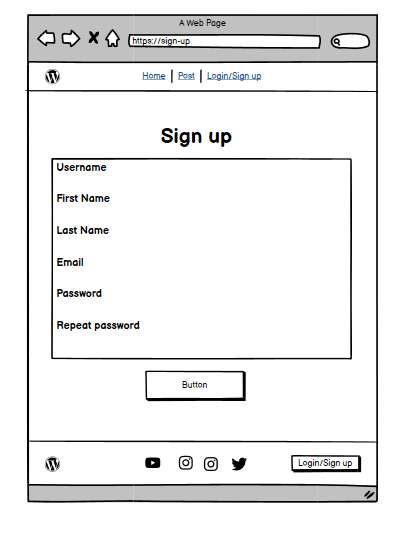 A Web Page
https://sign-up
Home | Post | Login/Sign up
Sign up
Username
First Name
Last Name
Email
Password
Repeat password
Button
Login/Sign up